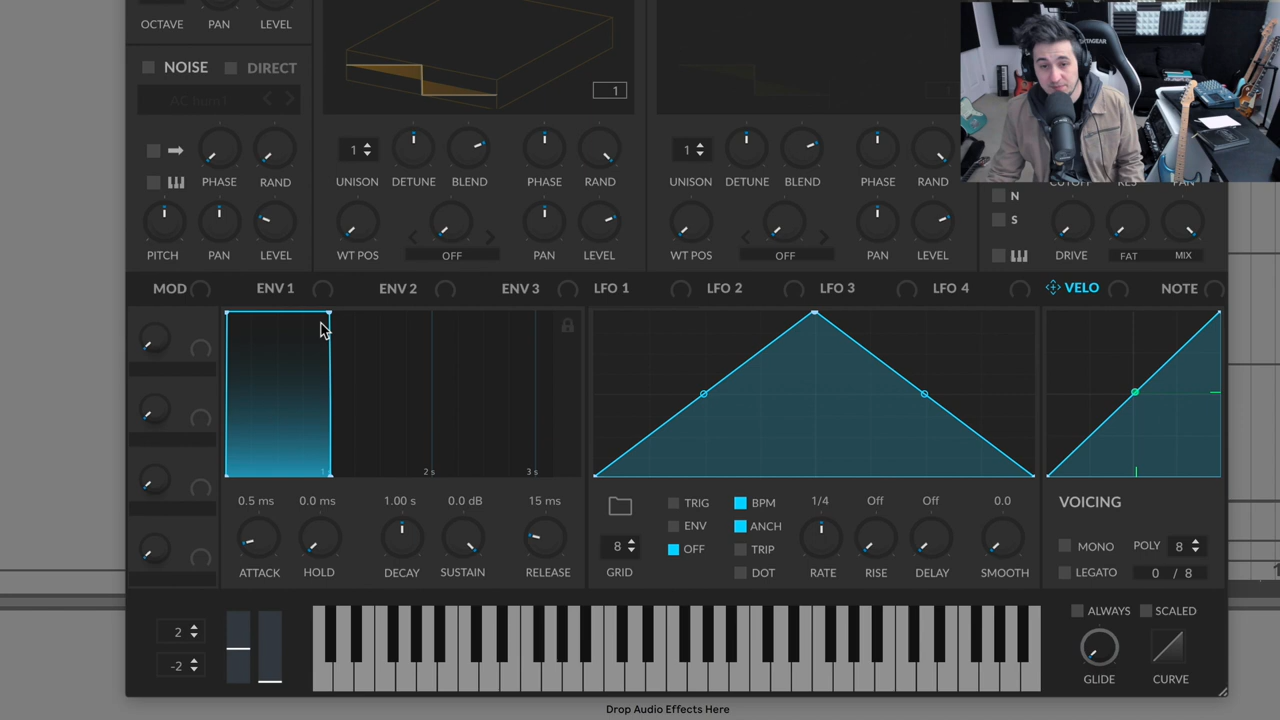 OCTAVE PAN LEVEL
NOISE DIRECT
AC hum1
1
PHASE RAND
PITCH PAN LEVEL
1
UNISON DETUNE BLEND PHASE RAND
WT POS OFF PAN LEVEL
1
UNISON DETUNE BLEND PHASE RAND
WT POS OFF PAN LEVEL
N
S
DRIVE FAT MIX
MOD ENV 1 ENV 2 ENV 3 LFO 1 LFO 2 LFO 3 LFO 4 VELO NOTE
2 s 3 s
0.5 ms 0.0 ms 1.00 s 0.0 dB 15 ms
ATTACK HOLD DECAY SUSTAIN RELEASE
8
GRID
TRIG BPM
ENV ANCH
OFF TRIP
DOT
1/4 Off Off 0.0
RATE RISE DELAY SMOOTH
VOICING
MONO POLY 8
LEGATO 0 / 8
2
-2
ALWAYS SCALED
GLIDE CURVE
Drop Audio Effects Here